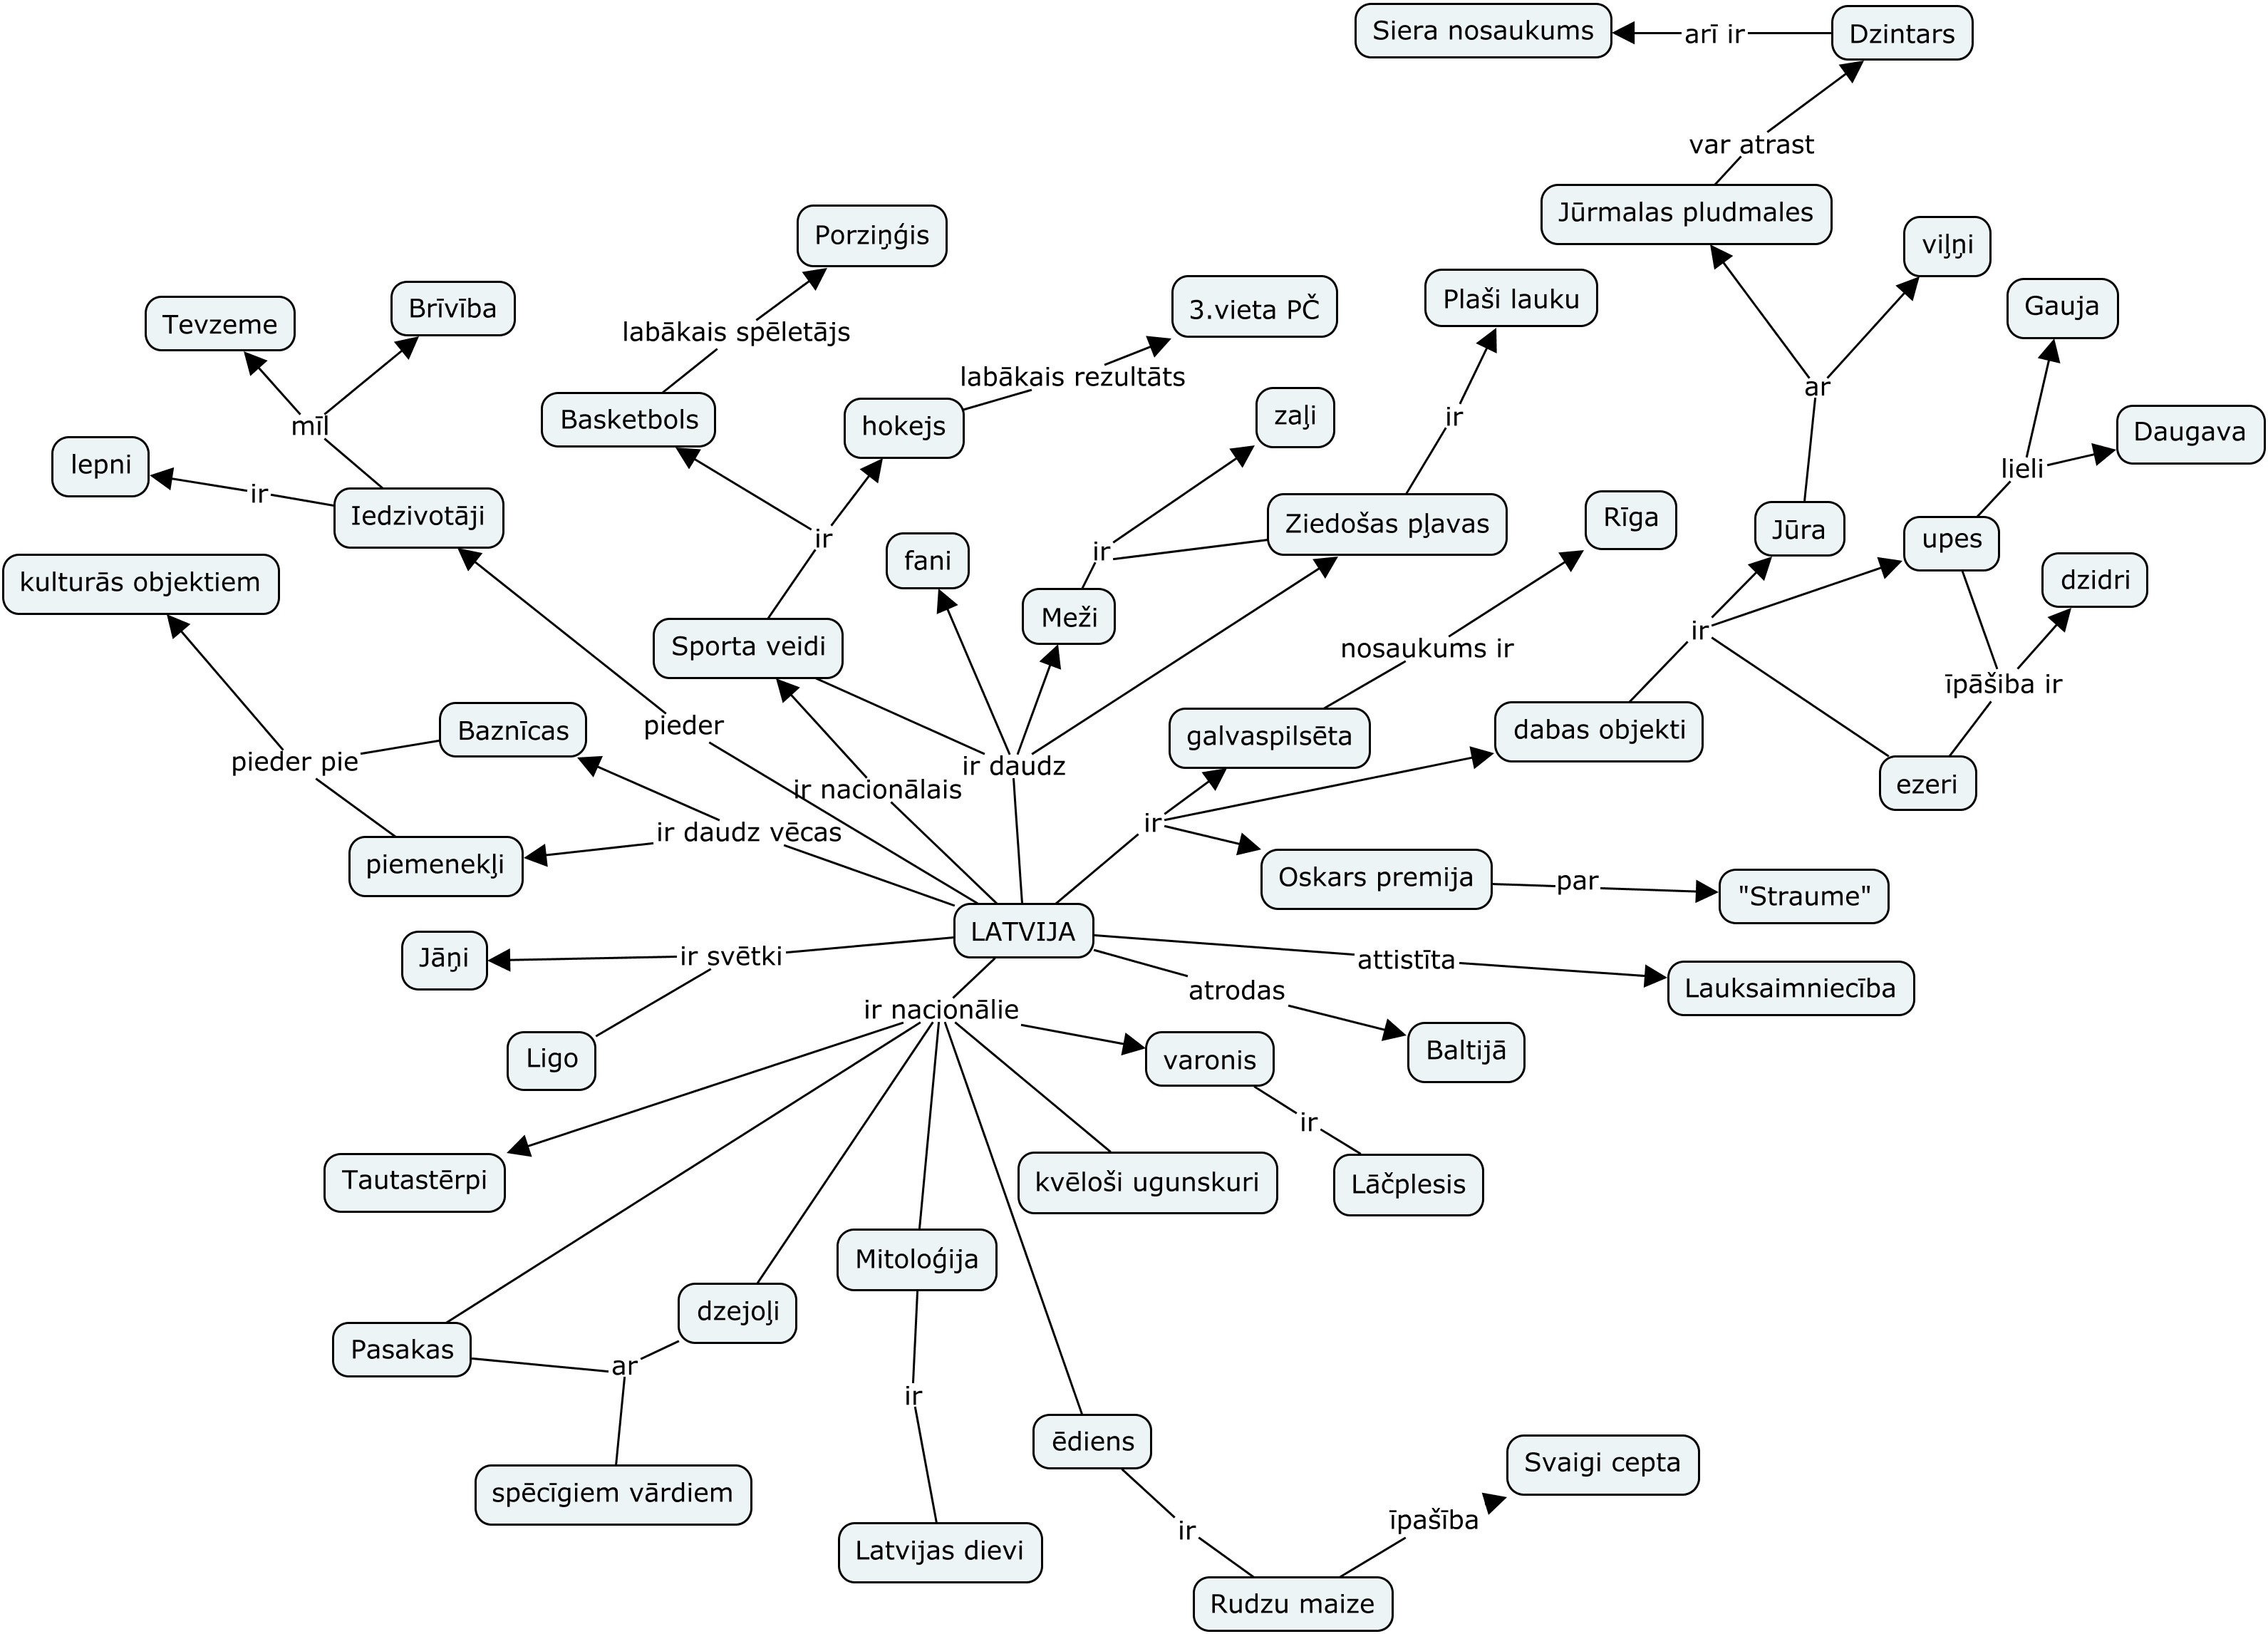 Siera nosaukums
arī ir
Dzintars
var atrast
Jūrmalas pludmales
Porziņģis
viļņi
Tevzeme
Brīvība
labākais spēletājs
3.vieta PČ
Plaši lauku
Gauja
mīl
Basketbols
hokejs
labākais rezultāts
zaļi
ir
ar
Daugava
lieli
lepni
ir
Iedzivotāji
ir
fani
ir
Ziedošas pļavas
Rīga
Jūra
upes
kulturās objektiem
Sporta veidi
Meži
nosaukums ir
ir
dzidri
īpāšiba ir
Baznīcas
pieder
pieder pie
ir nacionālais
ir daudz
galvaspilsēta
dabas objekti
ezeri
ir daudz vēcas
piemenekļi
ir
Oskars premija
par
"Straume"
LATVIJA
Jāņi
ir svētki
attistīta
Lauksaimniecība
atrodas
ir nacionālie
Ligo
varonis
Baltijā
ir
Tautastērpi
kvēloši ugunskuri
Lāčplesis
Mitoloģija
dzejoļi
Pasakas
ar
ir
ēdiens
spēcīgiem vārdiem
Svaigi cepta
īpašība
ir
Latvijas dievi
Rudzu maize